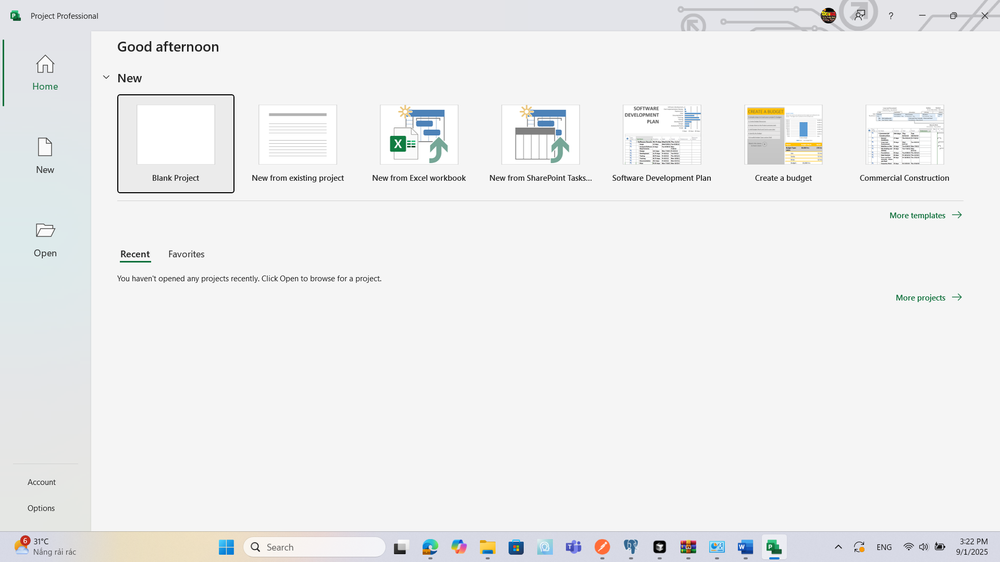 Project Professional
?
Good afternoon
Home
New
Blank Project
New from existing project
New from Excel workbook
New from SharePoint Tasks...
SOFTWARE
DEVELOPMENT
PLAN
Software Development Plan
CREATE A BUDGET
Create a budget
Commercial Construction
New
More templates
Open
Recent
Favorites
You haven't opened any projects recently. Click Open to browse for a project.
More projects
Account
Options
6
31°C
Nắng rải rác
Search
ENG
3:22 PM
9/1/2025